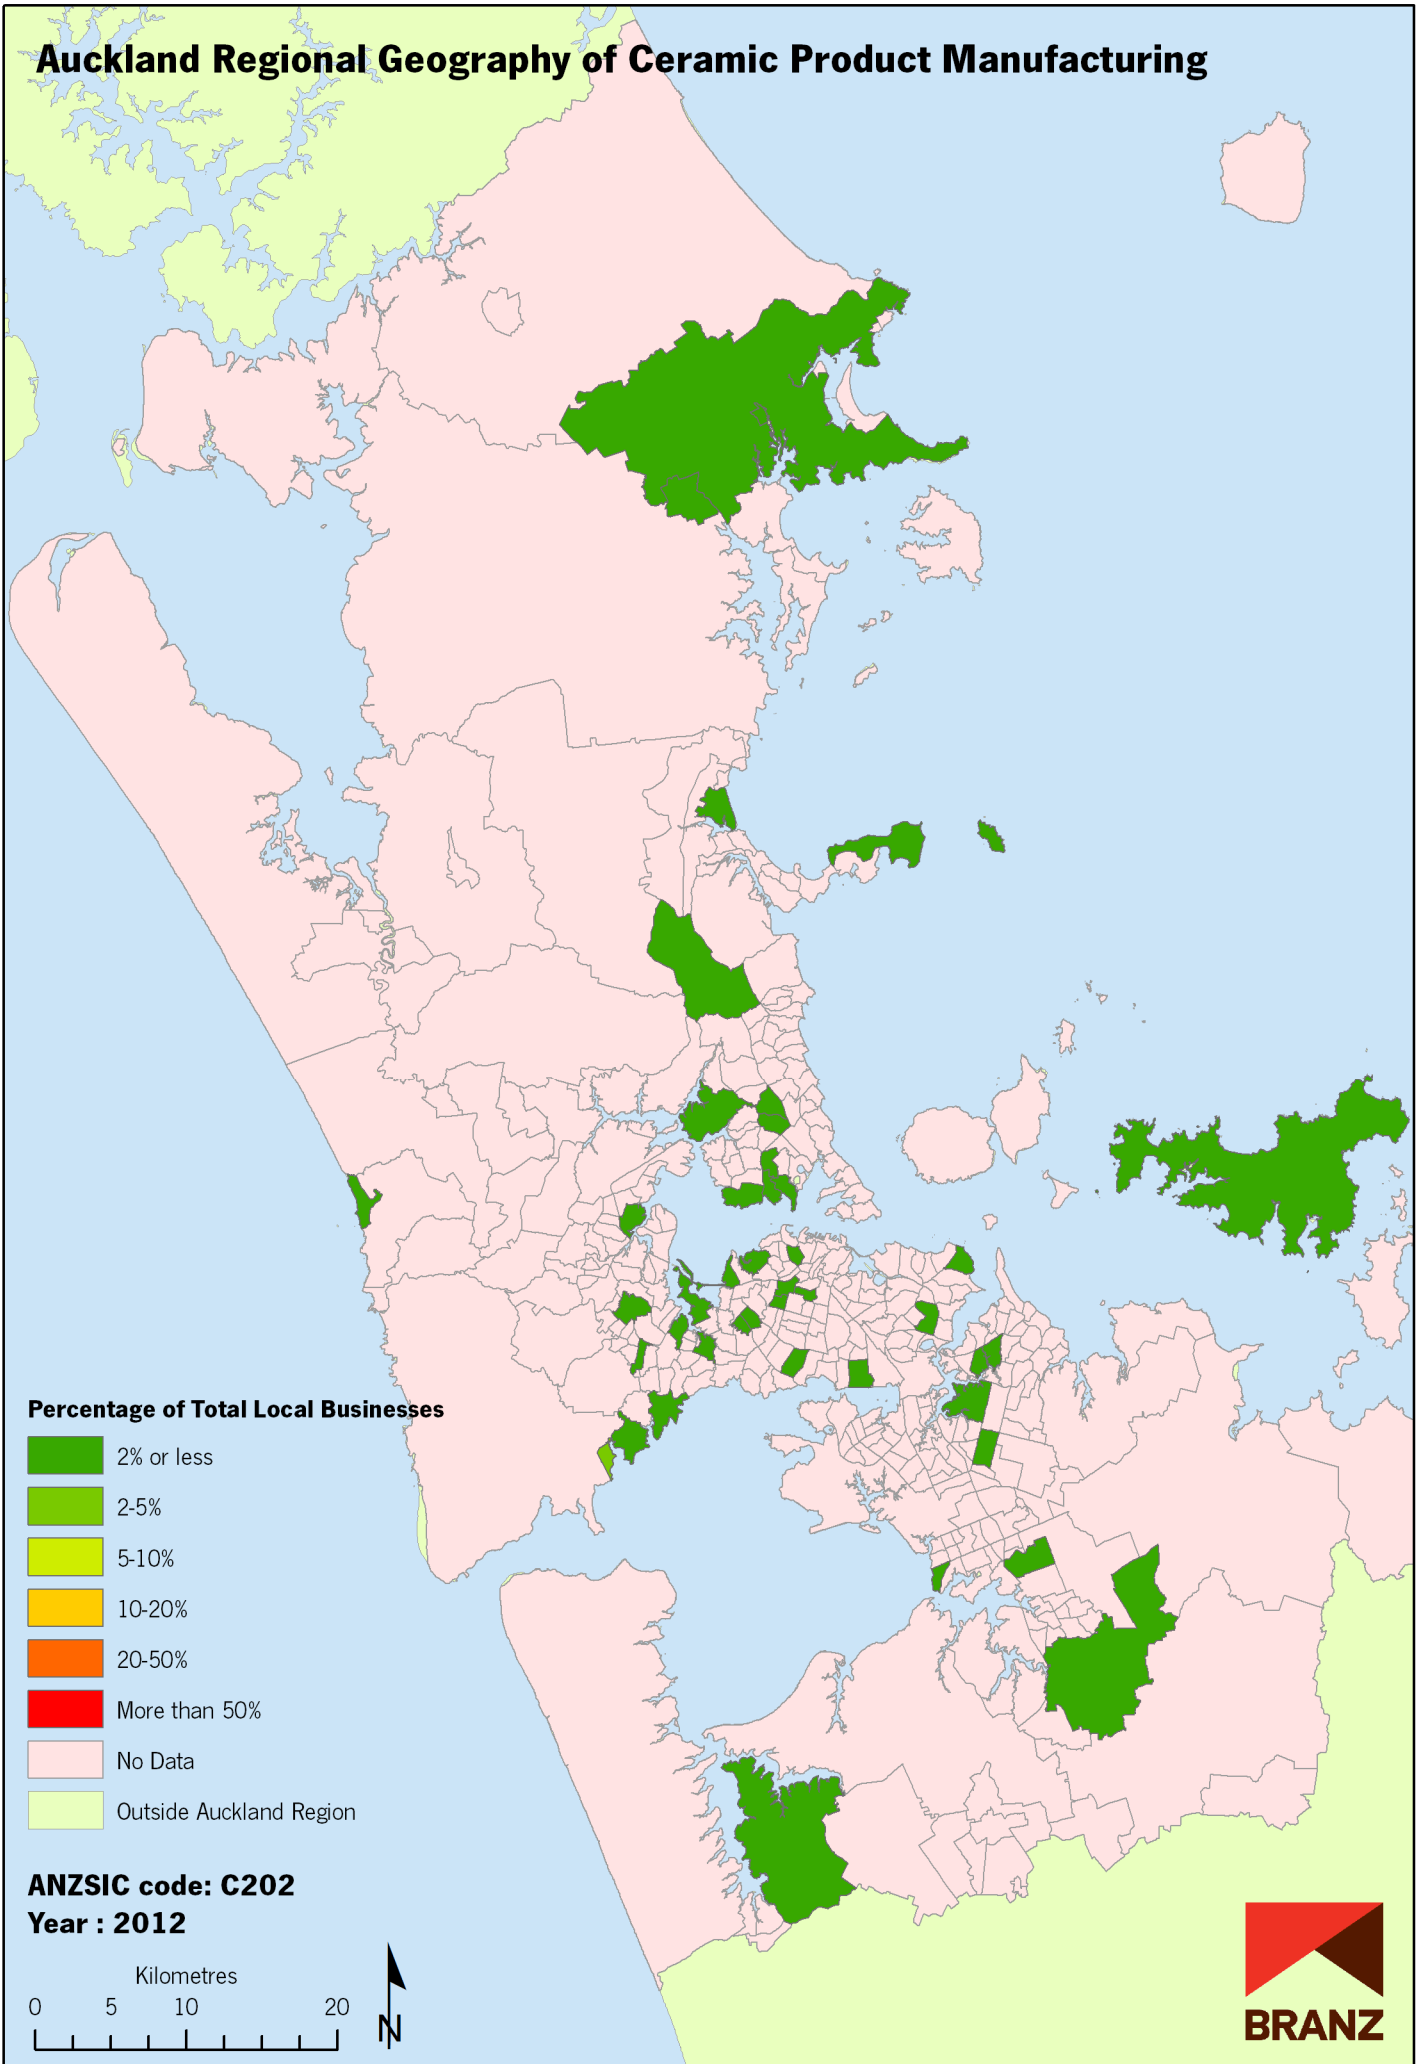 Auckland Regional Geography of Ceramic Product Manufacturing
Percentage of Total Local Businesses
2% or less
2-5%
5-10%
10-20%
20-50%
More than 50%
No Data
Outside Auckland Region
ANZSIC code: C202
Year : 2012
Kilometres
0 5 10 20
N
BRANZ